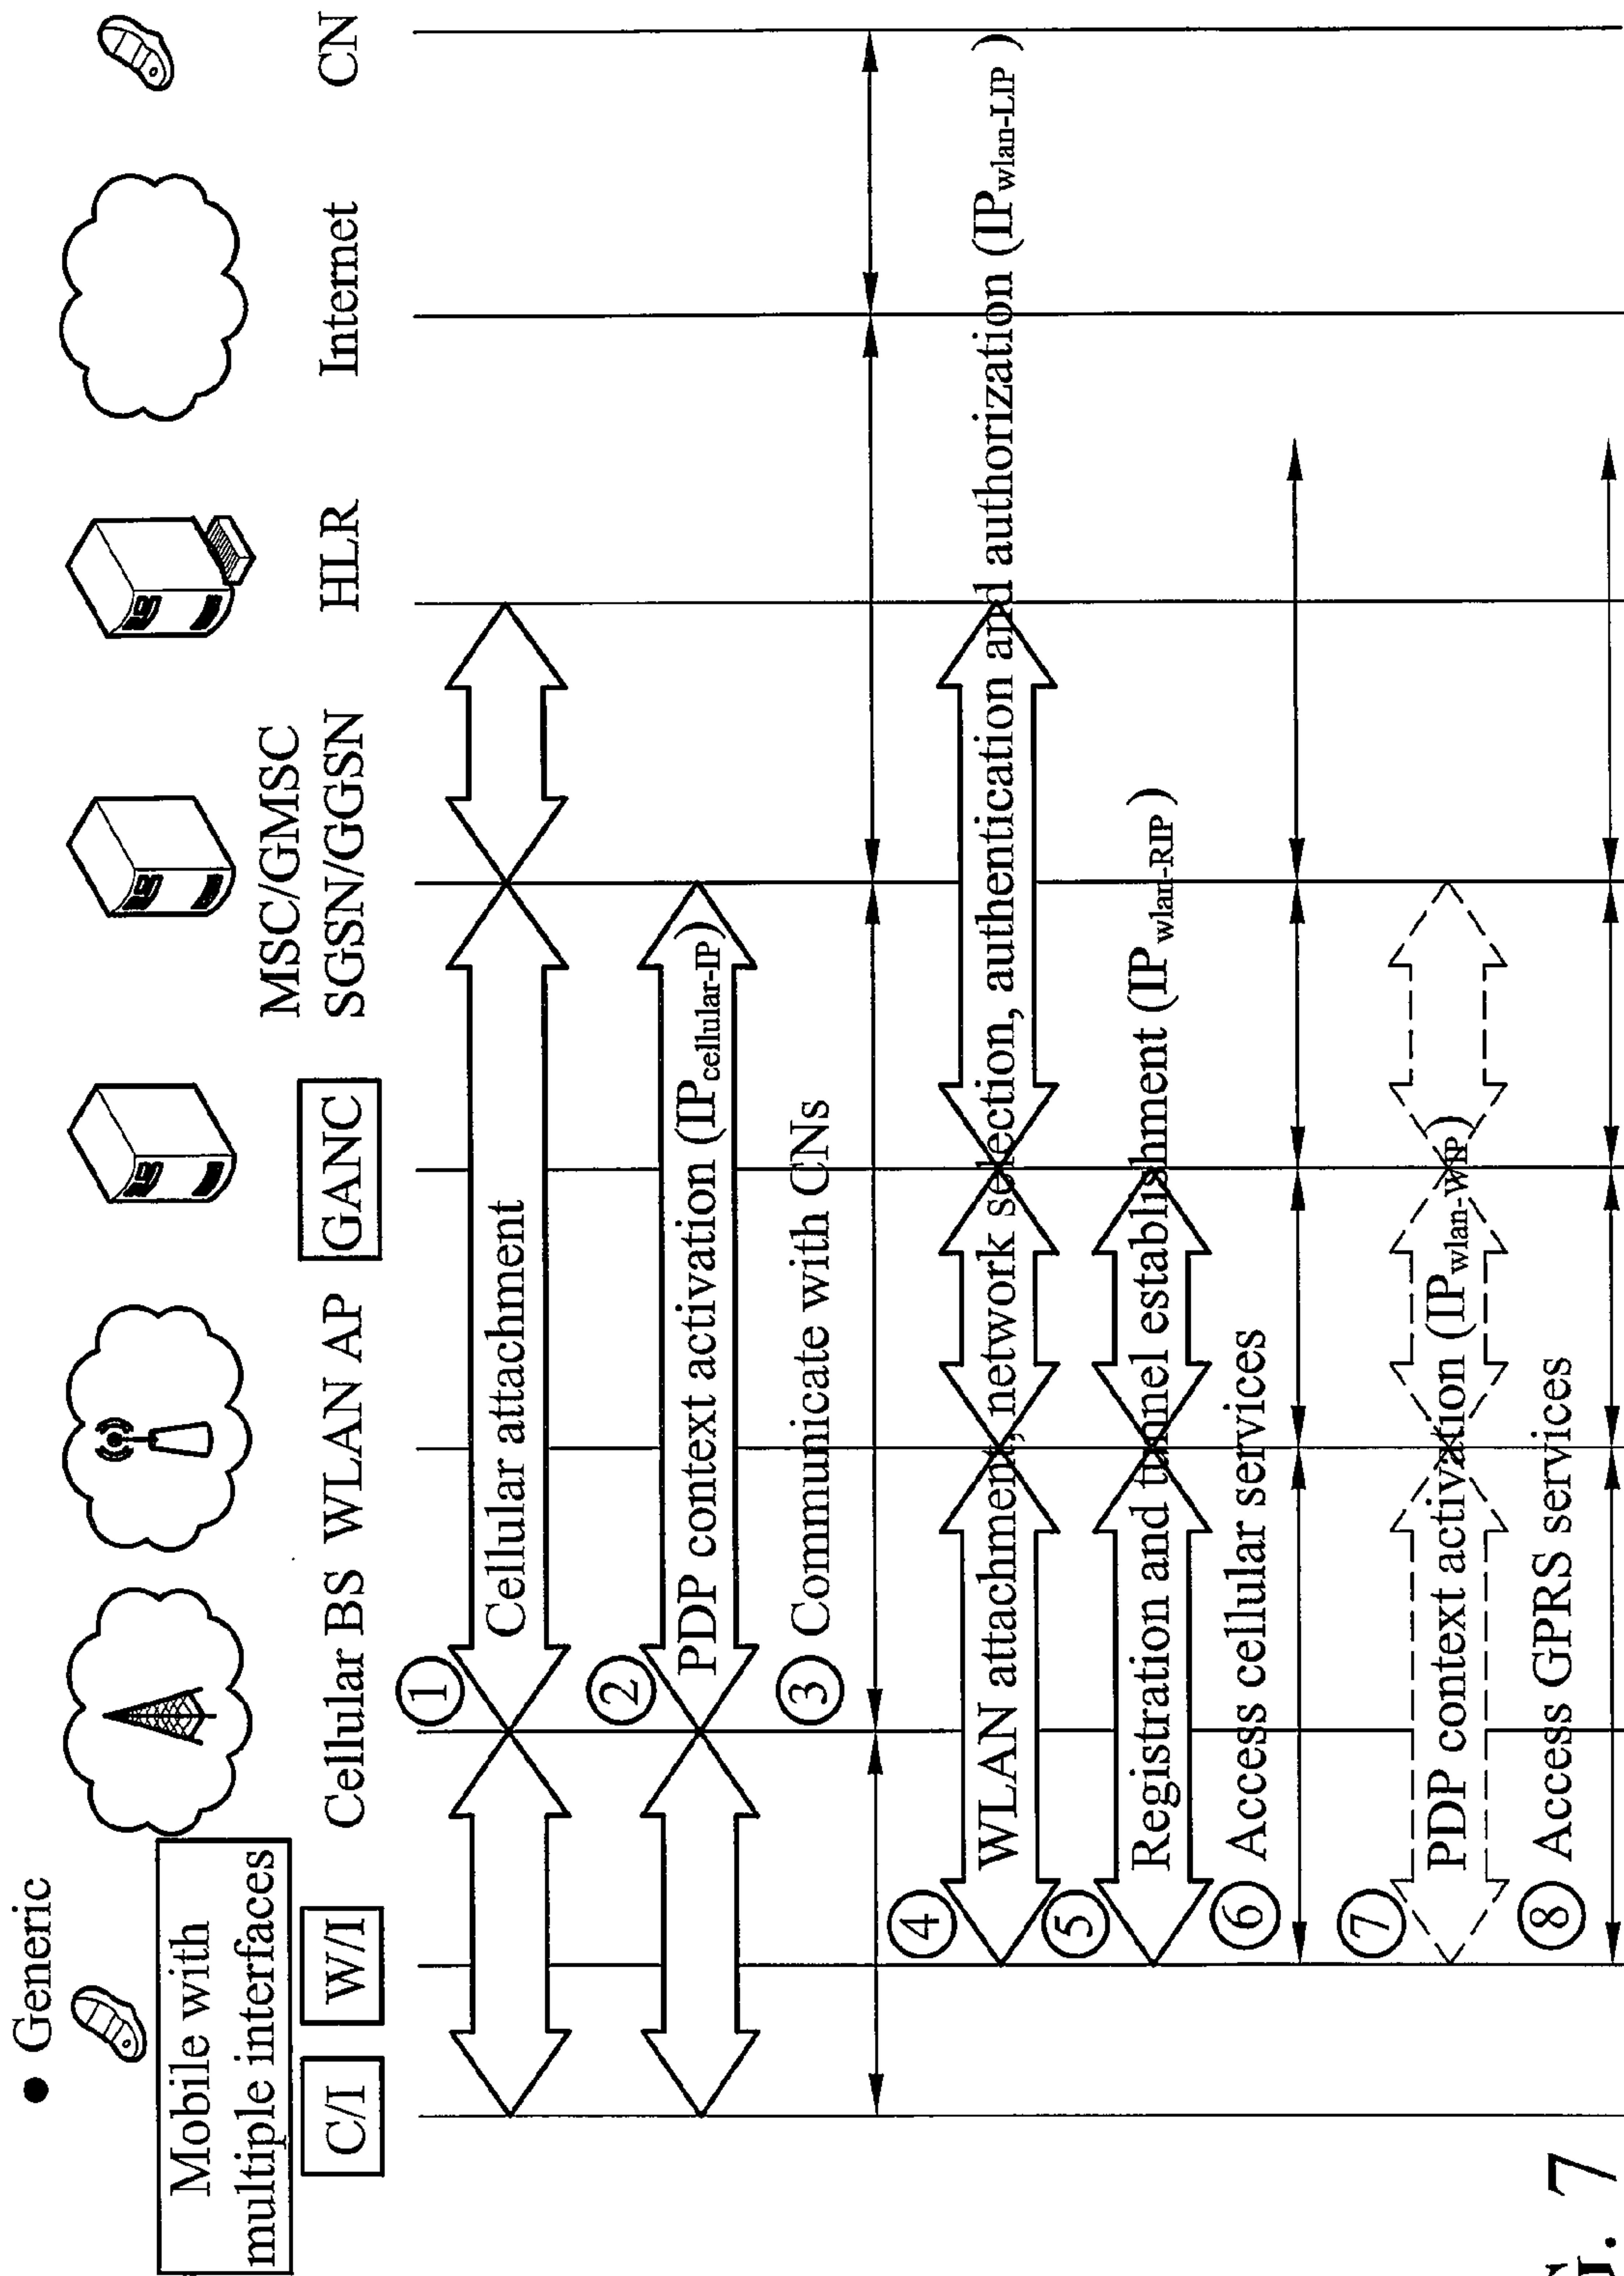 • Generic
Mobile with
multiple interfaces
C/I
W/I
Cellular BS
WLAN AP
GANC
MSC/GMSC
SGSN/GGSN
HLR
Internet
CN
① Cellular attachment
② PDP context activation (IPcellular-IP)
③ Communicate with CNs
④ WLAN attachment, network selection, authentication and authorization (IPwlan-LIP)
⑤ Registration and tunnel establishment (IPwlan-RIP)
⑥ Access cellular services
⑦ PDP context activation (IPwlan-WIP)
⑧ Access GPRS services
G. 7